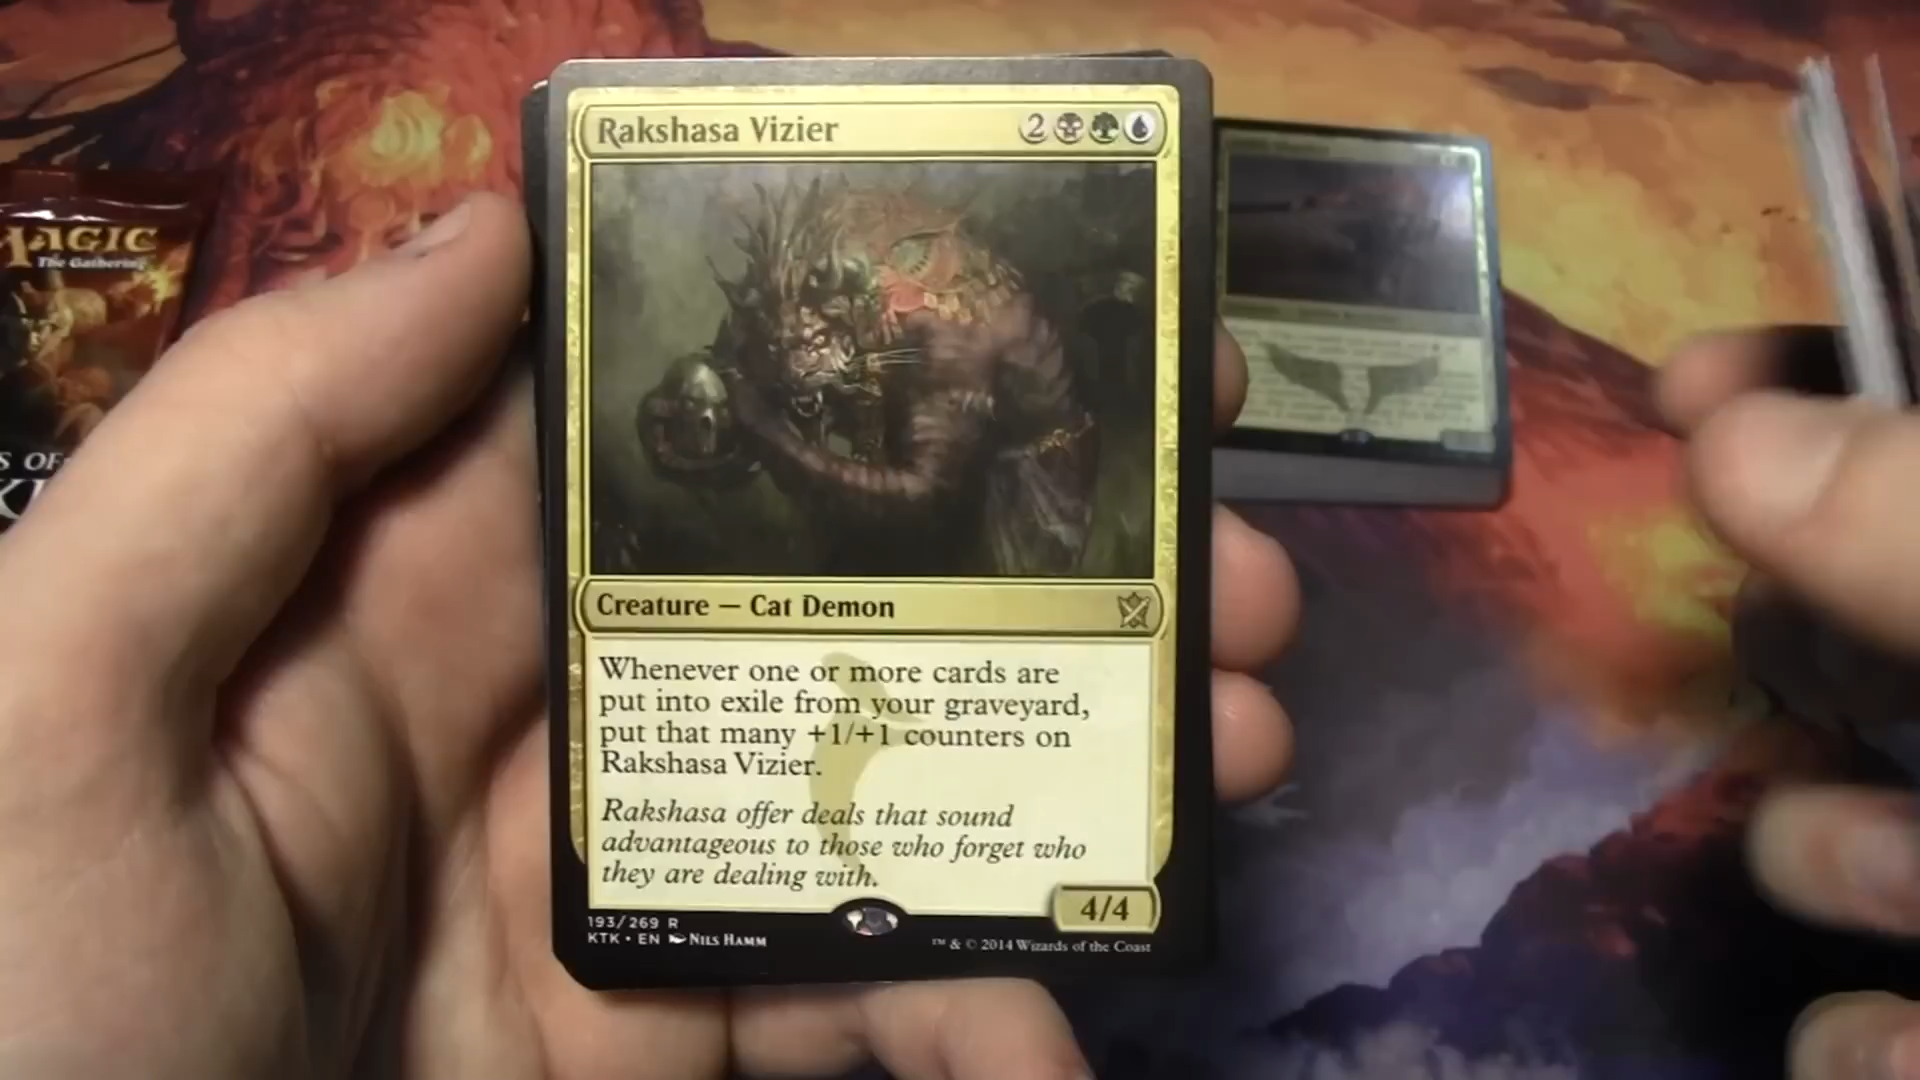 Rakshasa Vizier 2
Creature — Cat Demon
Whenever one or more cards are
put into exile from your graveyard,
put that many +1/+1 counters on
Rakshasa Vizier.
Rakshasa offer deals that sound
advantageous to those who forget who
they are dealing with.
4/4
193/269 R
KTK • EN NILS HAMM
™ & © 2014 Wizards of the Coast
MAGIC
The Gathering
S OF